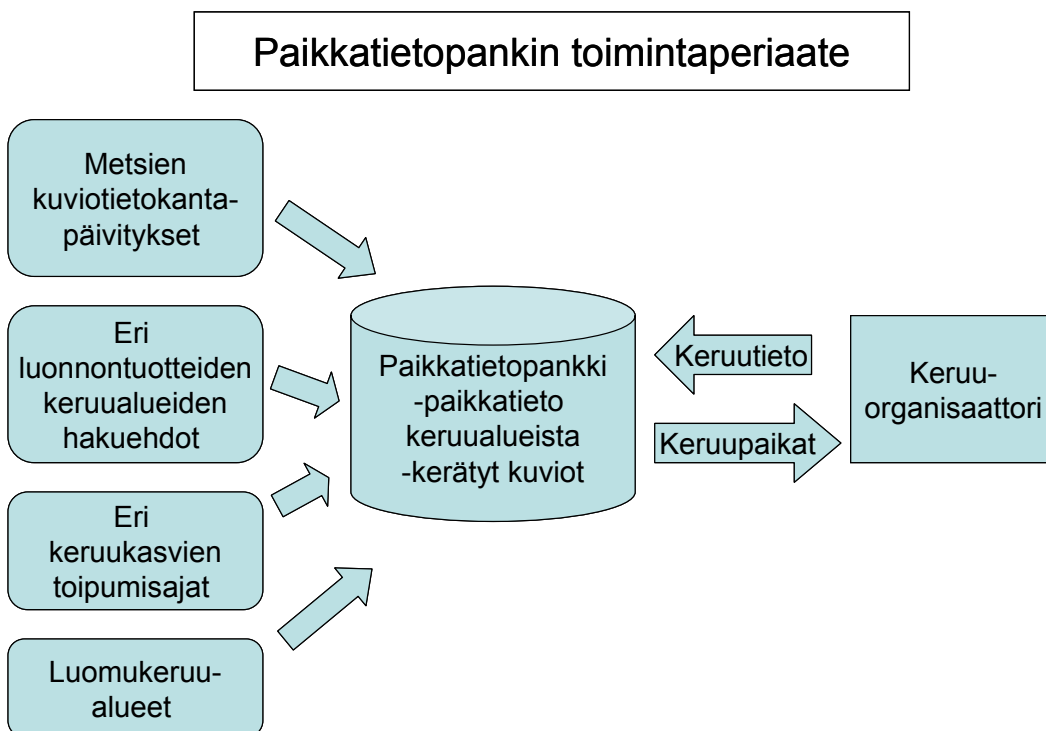 Paikkatietopankin toimintaperiaate
Metsien
kuviotietokanta-
päivitykset
Eri
luonnontuotteiden
keruualueiden
hakuehdot
Eri
keruukasvien
toipumisajat
Luomukeruu-
alueet
Paikkatietopankki
-paikkatieto
keruualueista
-kerätyt kuviot
Keruutieto
Keruupaikat
Keruu-
organisaattori